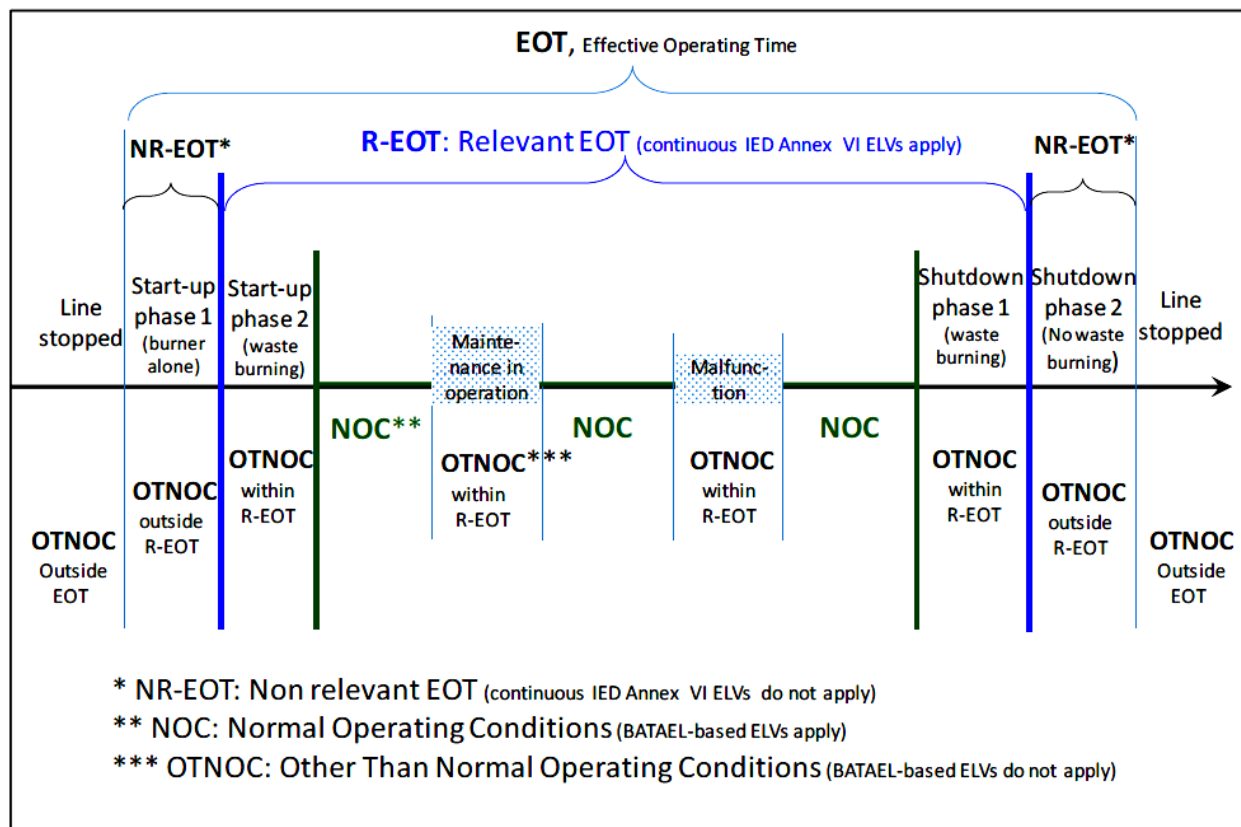 EOT, Effective Operating Time
NR-EOT*
R-EOT: Relevant EOT (continuous IED Annex VI ELVs apply)
NR-EOT*
Line
stopped
Start-up
phase 1
(burner
alone)
Start-up
phase 2
(waste
burning)
Mainte-
nance in
operation
Malfunc-
tion
Shutdown
phase 1
(waste
burning)
Shutdown
phase 2
(No waste
burning)
Line
stopped
NOC**
NOC
NOC
OTNOC
Outside
EOT
OTNOC
outside
R-EOT
OTNOC
within
R-EOT
OTNOC***
within
R-EOT
OTNOC
within
R-EOT
OTNOC
within
R-EOT
OTNOC
outside
R-EOT
OTNOC
Outside
EOT
* NR-EOT: Non relevant EOT (continuous IED Annex VI ELVs do not apply)
** NOC: Normal Operating Conditions (BATAEL-based ELVs apply)
*** OTNOC: Other Than Normal Operating Conditions (BATAEL-based ELVs do not apply)